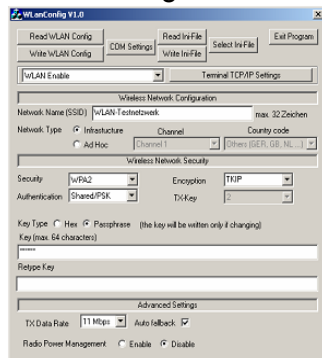 WLanConfig V1.0
Read WLAN Config
Write WLAN Config
COM Settings
Read Ini-File
Write Ini-File
Select Ini-File
Exit Program
WLAN Enable
Terminal TCP/IP Settings
Wireless Network Configuration
Network Name (SSID) WLAN-Testnetzwerk max. 32 Zeichen
Network Type Infrastucture Channel Country code
Ad Hoc Channel 1 Others (GER, GB, NL ...)
Wireless Network Security
Security WPA2 Encryption TKIP
Authentication Shared/PSK TX-Key 2
Key Type Hex Passphrase (the key will be written only if changing)
Key (max. 64 characters)
Retype Key
Advanced Settings
TX Data Rate 11 Mbps Auto fallback
Radio Power Management Enable Disable